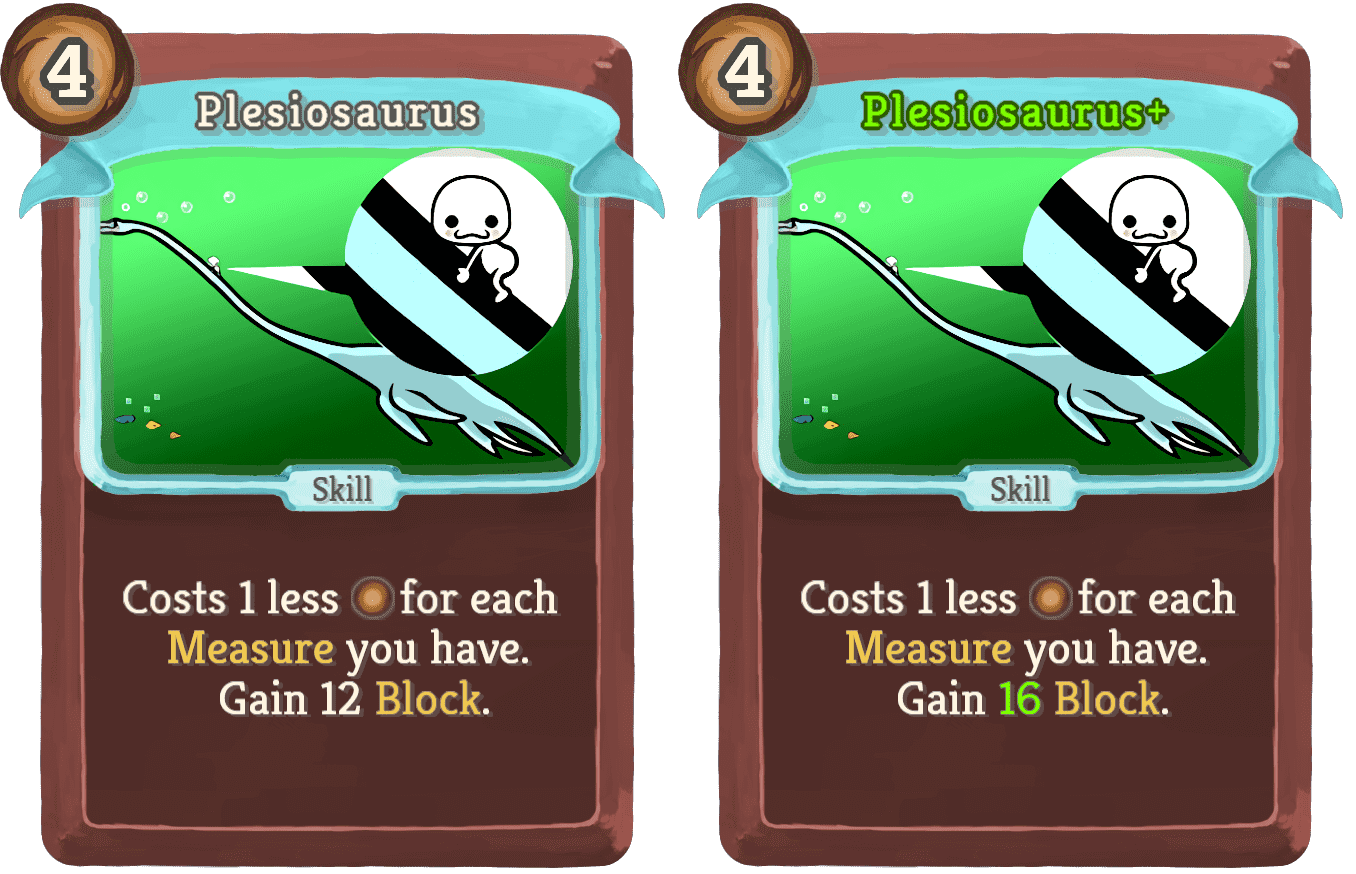 4
Plesiosaurus
Skill
Costs 1 less for each
Measure you have.
Gain 12 Block.
4
Plesiosaurus+
Skill
Costs 1 less for each
Measure you have.
Gain 16 Block.